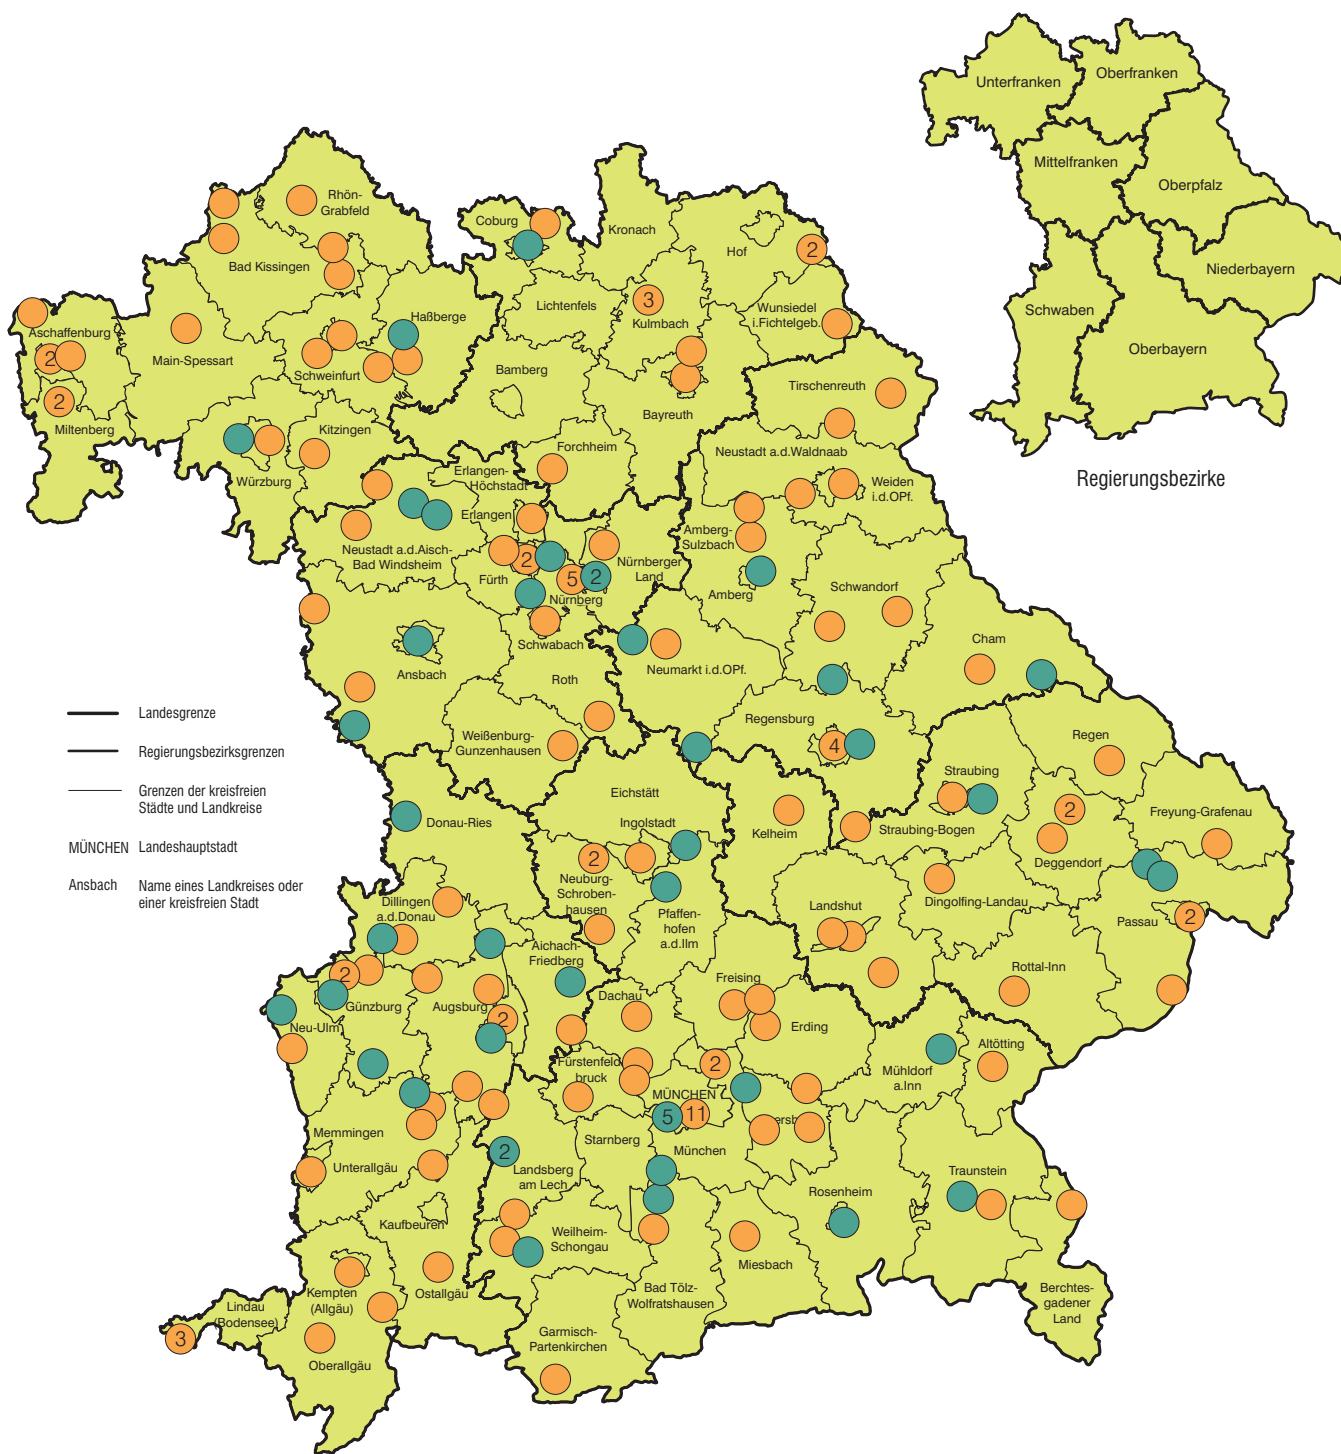 Unterfranken
Oberfranken
Mittelfranken
Oberpfalz
Niederbayern
Schwaben
Oberbayern
Regierungsbezirke
Rhön-
Grabfeld
Coburg
Kronach
Hof
2
Bad Kissingen
Lichtenfels
3
Kulmbach
Wunsiedel
i.Fichtelgeb.
Haßberge
Aschaffenburg
2
Main-Spessart
Schweinfurt
Bamberg
Tirschenreuth
2
Miltenberg
Bayreuth
Kitzingen
Würzburg
Forchheim
Neustadt a.d.Waldnaab
Erlangen-
Höchstadt
Weiden
i.d.OPf.
Erlangen
Amberg-
Sulzbach
Neustadt a.d.Aisch-
Bad Windsheim
2
Nürnberger
Land
Fürth
5
2
Nürnberg
Amberg
Schwandorf
Schwabach
Cham
Ansbach
Neumarkt i.d.OPf.
Roth
Landesgrenze
Regensburg
4
Weißenburg-
Gunzenhausen
Regierungsbezirksgrenzen
Regen
Straubing
Eichstätt
Grenzen der kreisfreien
Städte und Landkreise
2
Freyung-Grafenau
Donau-Ries
Ingolstadt
Kelheim
Straubing-Bogen
MÜNCHEN
Landeshauptstadt
2
Deggendorf
Neuburg-
Schroben-
hausen
Ansbach
Name eines Landkreises oder
einer kreisfreien Stadt
Dillingen
a.d.Donau
Pfaffen-
hofen
a.d.Ilm
Landshut
Dingolfing-Landau
Passau
2
Aichach-
Friedberg
2
Günzburg
Augsburg
2
Dachau
Freising
Rottal-Inn
Neu-Ulm
Erding
Altötting
Mühldorf
a.Inn
Fürstenfeld
bruck
2
MÜNCHEN
5
11
ersb
Memmingen
Starnberg
2
München
Unterallgäu
Landsberg
am Lech
Traunstein
Rosenheim
Kaufbeuren
Weilheim-
Schongau
Miesbach
Kempten
(Allgäu)
Ostallgäu
Bad Tölz-
Wolfratshausen
Berchtes-
gadener
Land
Lindau
(Bodensee)
3
Garmisch-
Partenkirchen
Oberallgäu